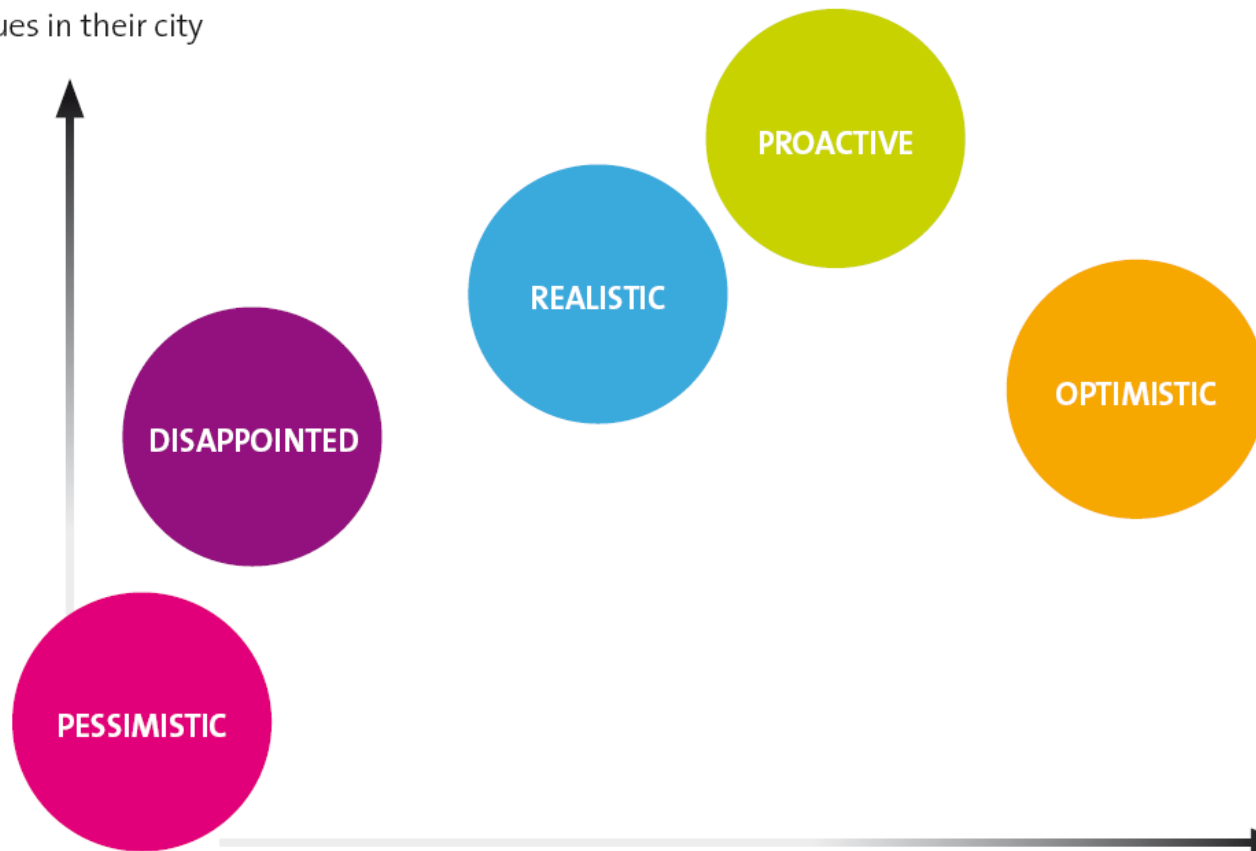 ues in their city
PROACTIVE
REALISTIC
OPTIMISTIC
DISAPPOINTED
PESSIMISTIC